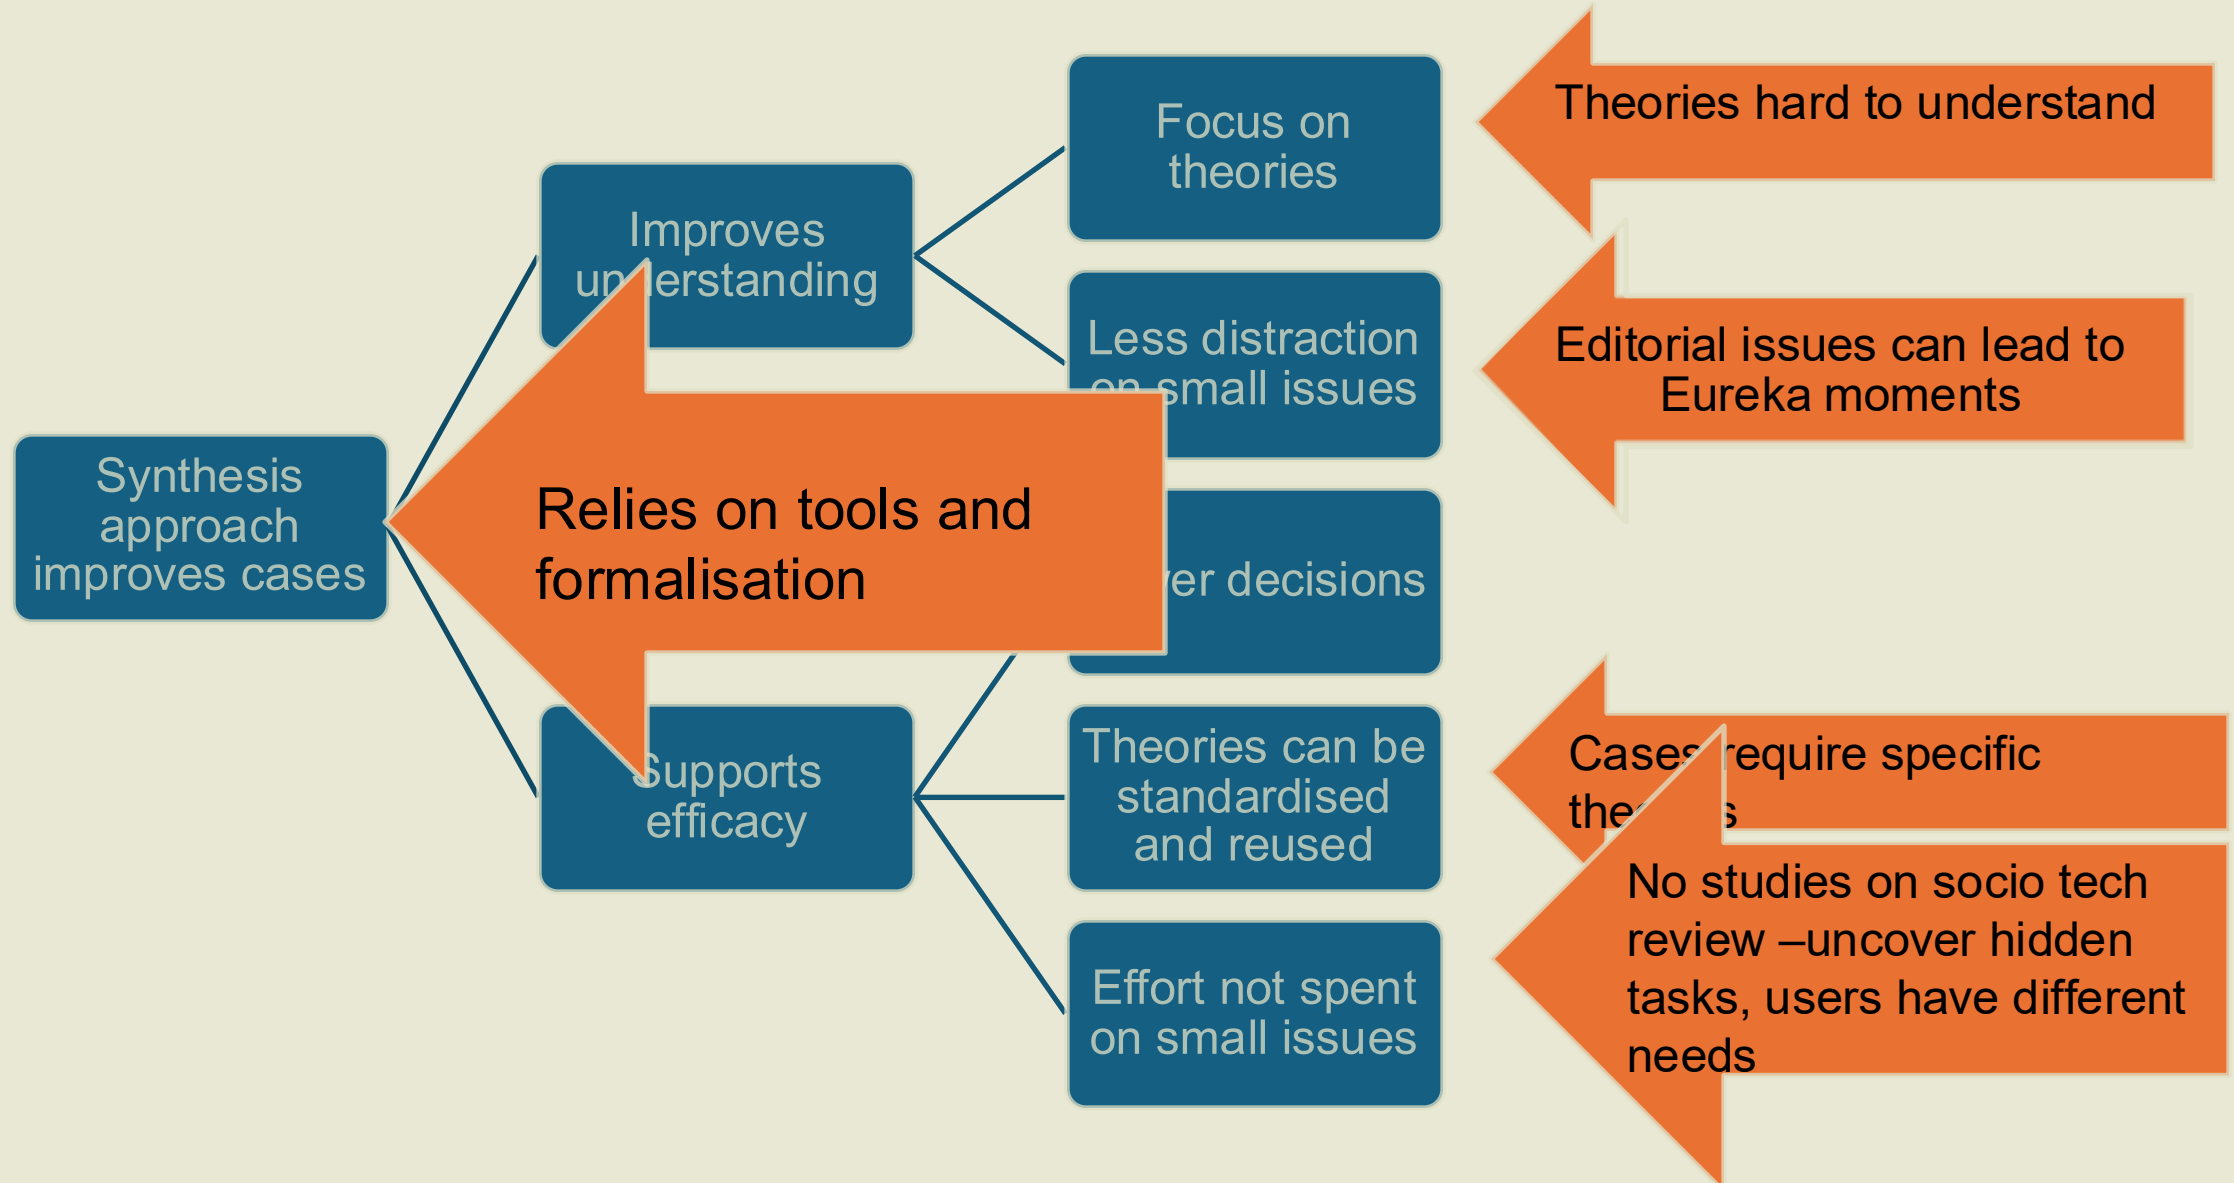 Synthesis
approach
improves cases
Improves
understanding
Supports
efficacy
Focus on
theories
Less distraction
on small issues
decisions
Theories can be
standardised
and reused
Effort not spent
on small issues
Relies on tools and
formalisation
Theories hard to understand
Editorial issues can lead to
Eureka moments
Cases require specific
No studies on socio tech
review –uncover hidden
tasks, users have different
needs